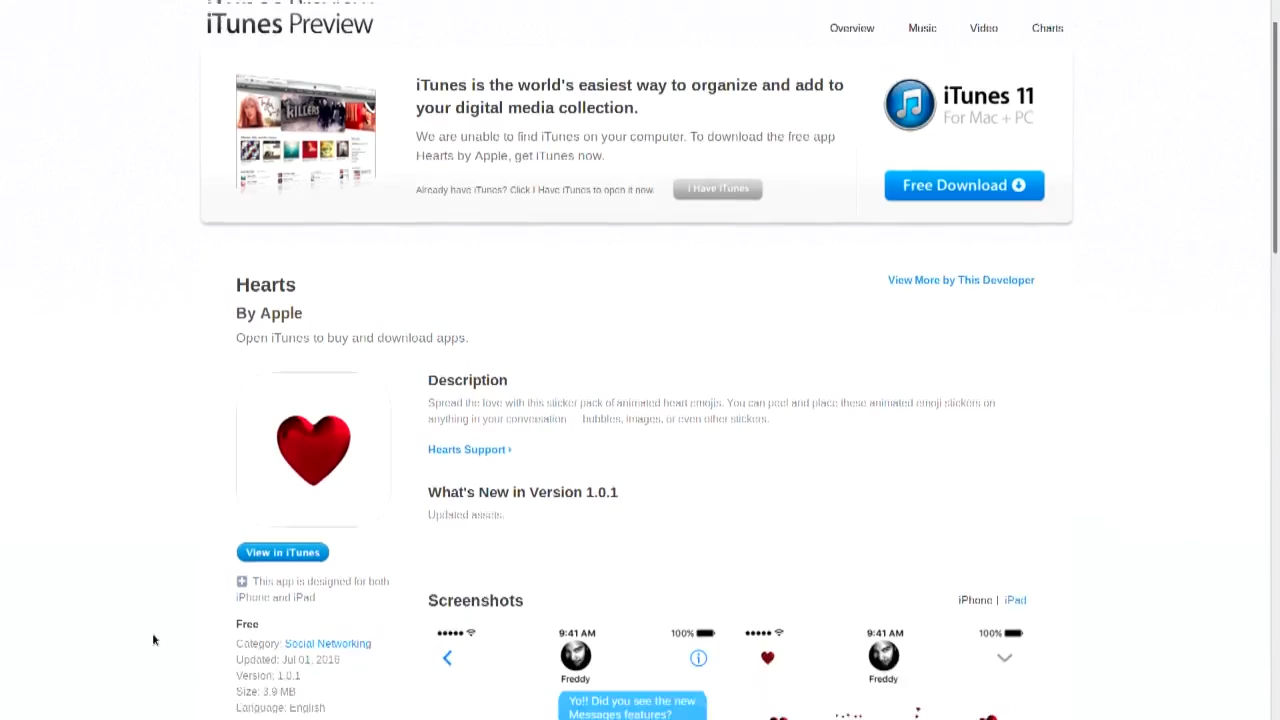 iTunes Preview
Overview Music Video Charts
iTunes is the world's easiest way to organize and add to
your digital media collection.
We are unable to find iTunes on your computer. To download the free app
Hearts by Apple, get iTunes now.
Already have iTunes? Click I Have iTunes to open it now.
I Have iTunes
iTunes 11
For Mac + PC
Free Download
KILLERS
Hearts
View More by This Developer
By Apple
Open iTunes to buy and download apps.
Description
Spread the love with this sticker pack of animated heart emojis. You can peel and place these animated emoji stickers on
anything in your conversation bubbles, images, or even other stickers.
Hearts Support ›
What's New in Version 1.0.1
Updated assets.
View in iTunes
This app is designed for both
iPhone and iPad
Free
Category: Social Networking
Updated: Jul 01, 2016
Version: 1.0.1
Size: 3.9 MB
Language: English
Screenshots
iPhone | iPad
9:41 AM 100%
Freddy
Yo!! Did you see the new
Messages features?
9:41 AM 100%
Freddy